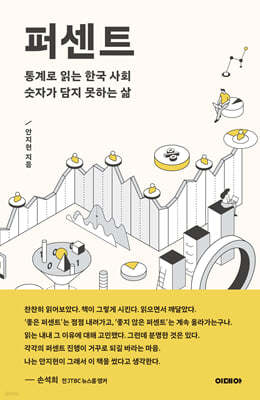 퍼센트
통계로 읽는 한국 사회
숫자가 담지 못하는 삶
안지현 지음
찬찬히 읽어보았다. 책이 그렇게 시킨다. 읽으면서 깨달았다.
‘좋은 퍼센트’는 점점 내려가고, ‘좋지 않은 퍼센트’는 계속 올라가는구나.
읽는 내내 그 이유에 대해 고민했다. 그런데 분명한 것은 있다.
각각의 퍼센트 진행이 거꾸로 되길 바라는 마음.
나는 안지현이 그래서 이 책을 썼다고 생각한다.
— 손석희 전 JTBC 뉴스룸 앵커
이데아